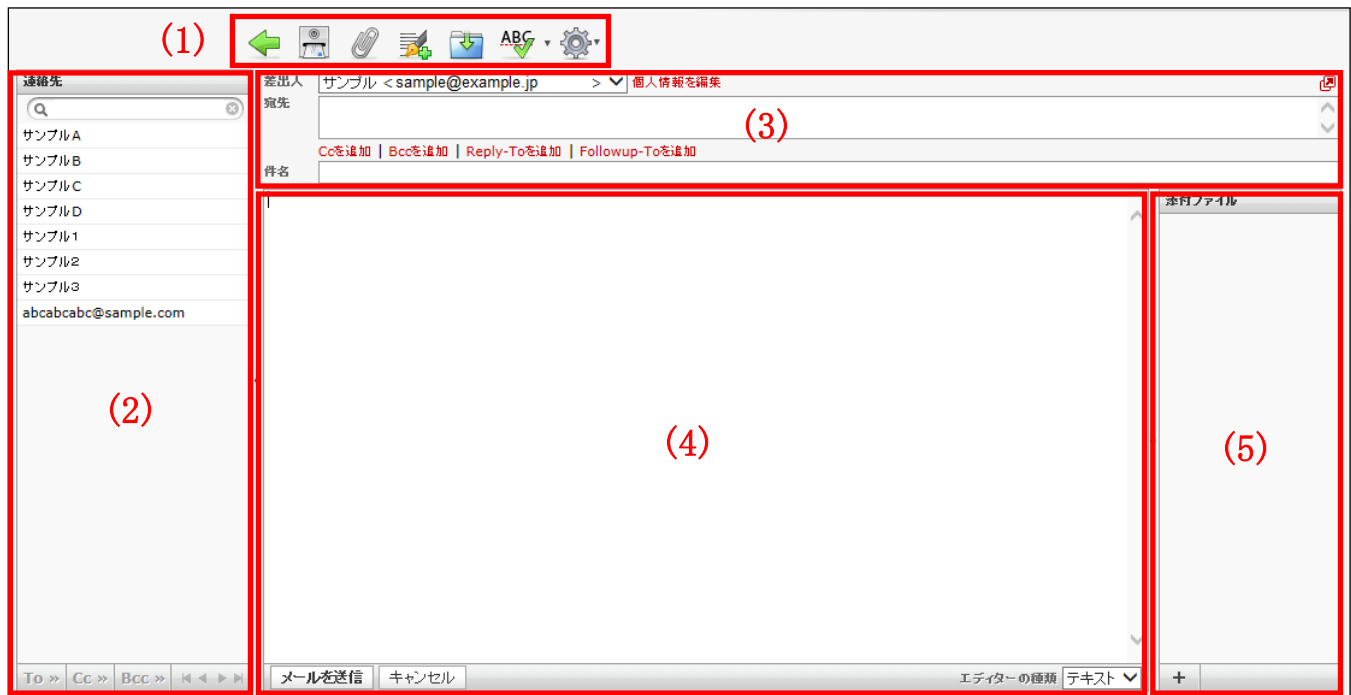 (1)
ABC
連絡先
サンプルA
サンプルB
サンプルC
サンプルD
サンプル1
サンプル2
サンプル3
abcabcabc@sample.com
(2)
To » Cc » Bcc »
差出人 サンプル <sample@example.jp > 個人情報を編集
宛先
(3)
Ccを追加 | Bccを追加 | Reply-Toを追加 | Followup-Toを追加
件名
(4)
メールを送信 キャンセル エディターの種類 テキスト
添付ファイル
(5)
+